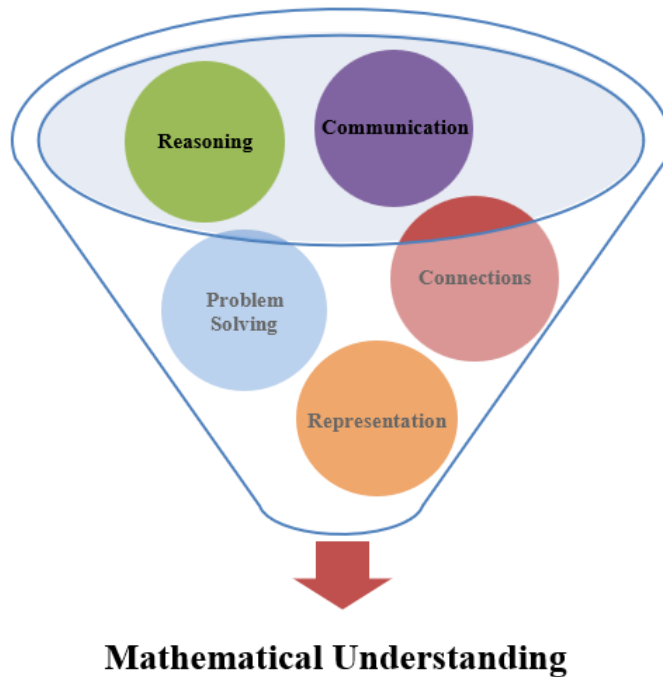 Reasoning
Communication
Connections
Problem
Solving
Representation
Mathematical Understanding